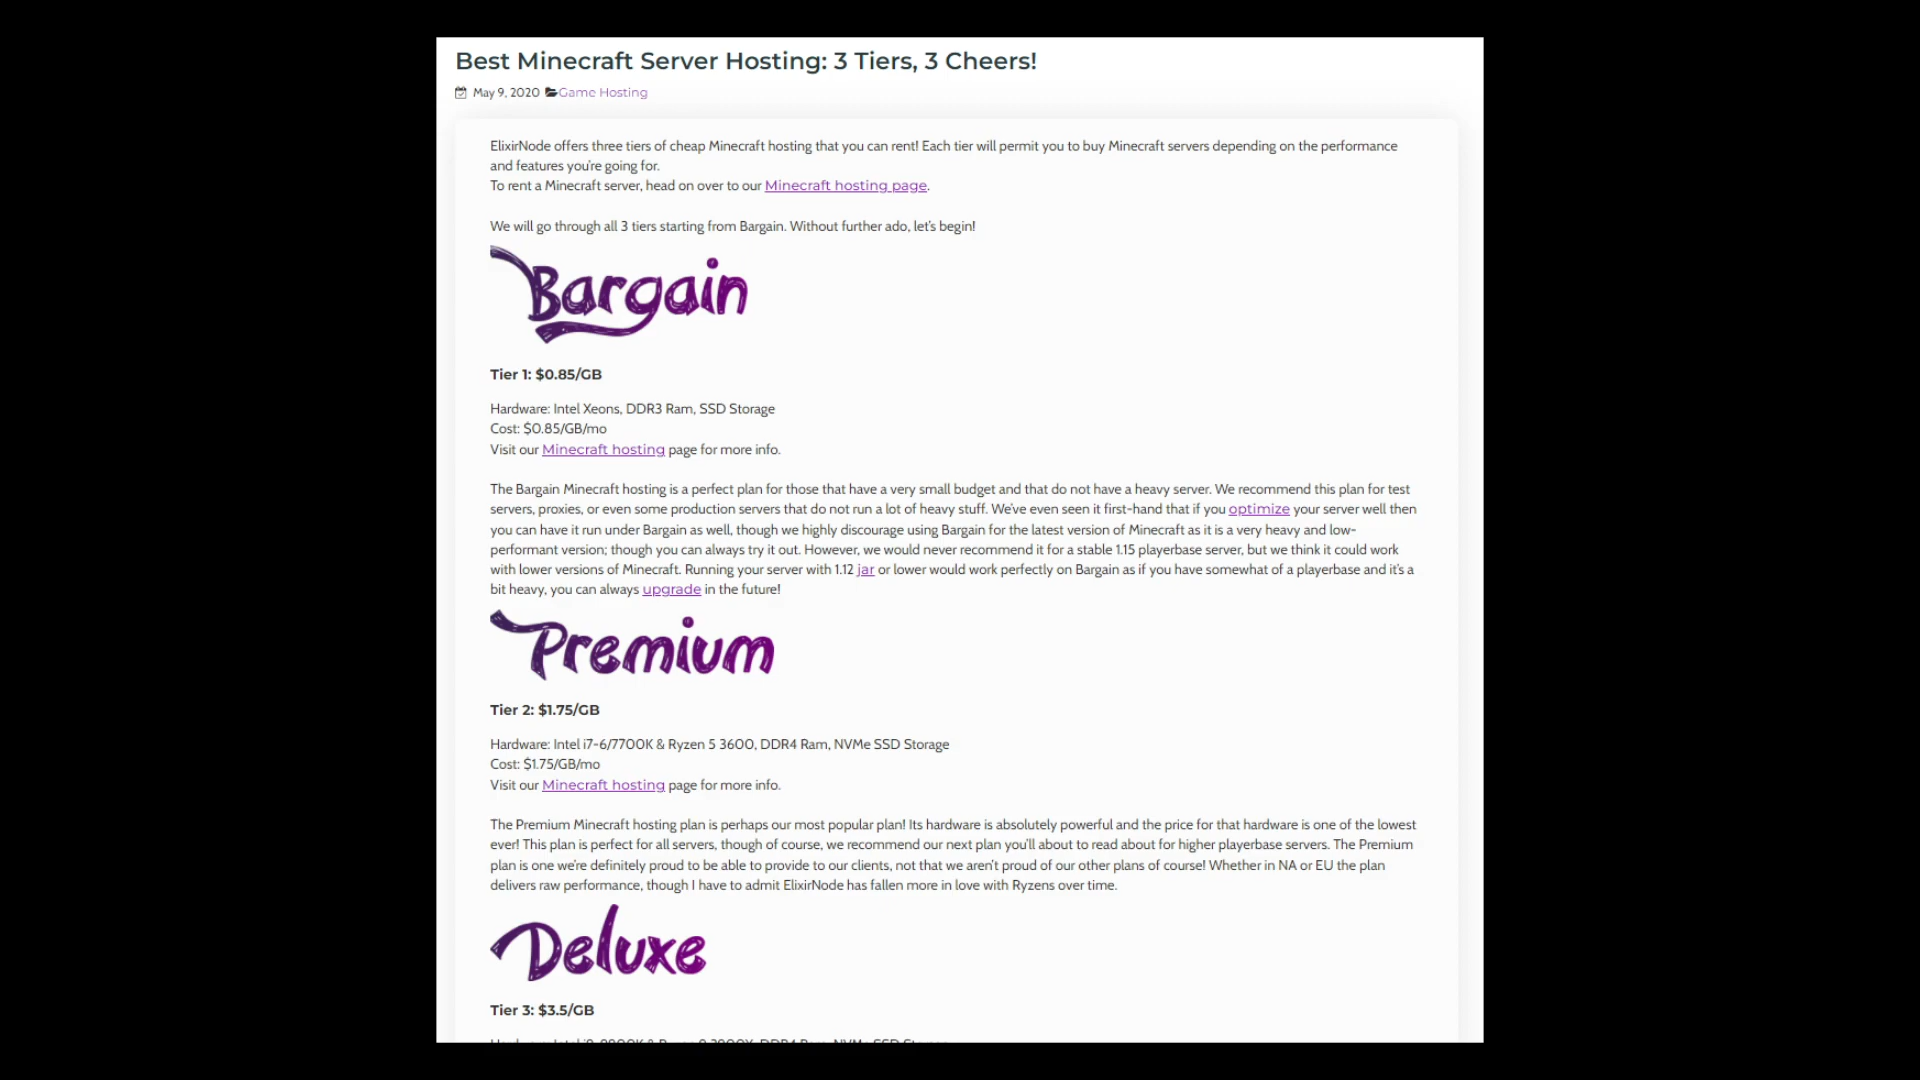 Best Minecraft Server Hosting: 3 Tiers, 3 Cheers!
May 9, 2020 Game Hosting
ElixirNode offers three tiers of cheap Minecraft hosting that you can rent! Each tier will permit you to buy Minecraft servers depending on the performance
and features you're going for.
To rent a Minecraft server, head on over to our Minecraft hosting page.
We will go through all 3 tiers starting from Bargain. Without further ado, let's begin!
Bargain
Tier 1: $0.85/GB
Hardware: Intel Xeons, DDR3 Ram, SSD Storage
Cost: $0.85/GB/mo
Visit our Minecraft hosting page for more info.
The Bargain Minecraft hosting is a perfect plan for those that have a very small budget and that do not have a heavy server. We recommend this plan for test
servers, proxies, or even some production servers that do not run a lot of heavy stuff. We've even seen it first-hand that if you optimize your server well then
you can have it run under Bargain as well, though we highly discourage using Bargain for the latest version of Minecraft as it is a very heavy and low-
performant version; though you can always try it out. However, we would never recommend it for a stable 1.15 playerbase server, but we think it could work
with lower versions of Minecraft. Running your server with 1.12 jar or lower would work perfectly on Bargain as if you have somewhat of a playerbase and it's a
bit heavy, you can always upgrade in the future!
Premium
Tier 2: $1.75/GB
Hardware: Intel i7-6/7700K & Ryzen 5 3600, DDR4 Ram, NVMe SSD Storage
Cost: $1.75/GB/mo
Visit our Minecraft hosting page for more info.
The Premium Minecraft hosting plan is perhaps our most popular plan! Its hardware is absolutely powerful and the price for that hardware is one of the lowest
ever! This plan is perfect for all servers, though of course, we recommend our next plan you'll about to read about for higher playerbase servers. The Premium
plan is one we're definitely proud to be able to provide to our clients, not that we aren't proud of our other plans of course! Whether in NA or EU the plan
delivers raw performance, though I have to admit ElixirNode has fallen more in love with Ryzens over time.
Deluxe
Tier 3: $3.5/GB